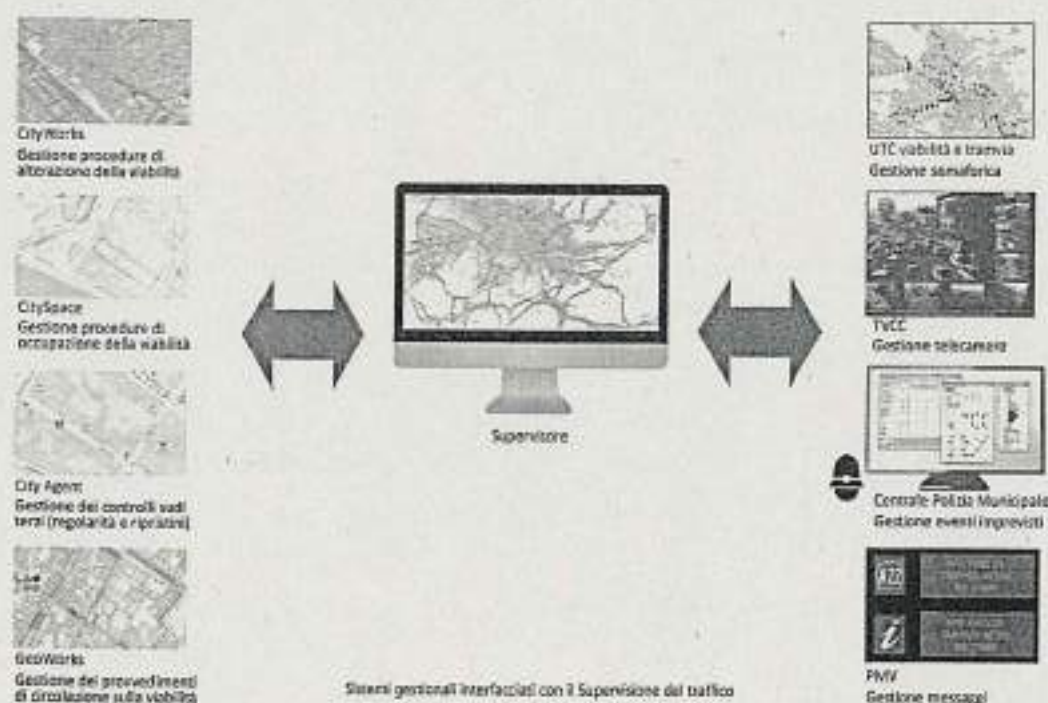 CityWorks
Gestione procedure di
alterazione della viabilità
CitySpace
Gestione procedure di
occupazione della viabilità
City Agent
Gestione dei controlli sudi
terzi (regolarità e ripristini)
GeoWorks
Gestione dei provvedimenti
di circolazione sulla viabilità
Supervisore
Sistemi gestionali interfacciati con il Supervisione del traffico
UTC viabilità e tramvia
Gestione semaforica
TVCC
Gestione telecamere
Centrale Polizia Municipale
Gestione eventi imprevisti
i
PMV
Gestione messaggi